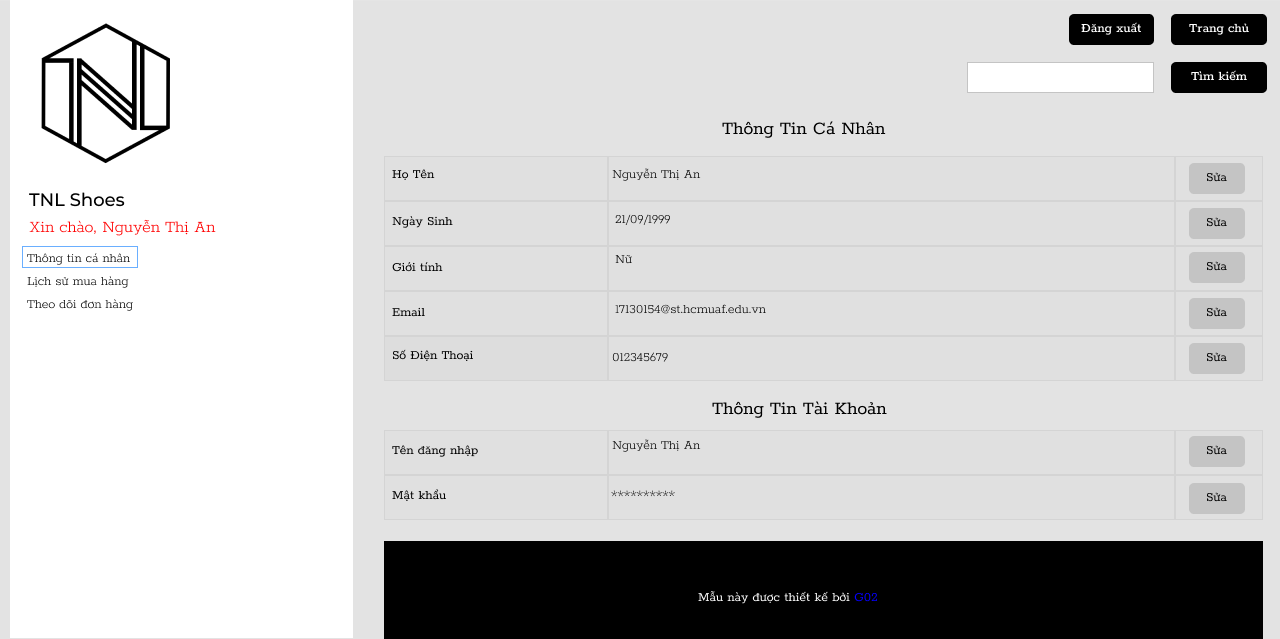 Đăng xuất
Trang chủ
Tìm kiếm
TNL Shoes
Xin chào, Nguyễn Thị An
Thông tin cá nhân
Lịch sử mua hàng
Theo dõi đơn hàng
Thông Tin Cá Nhân
Họ Tên Nguyễn Thị An Sửa
Ngày Sinh 21/09/1999 Sửa
Giới tính Nữ Sửa
Email 17130154@st.hcmuaf.edu.vn Sửa
Số Điện Thoại 012345679 Sửa
Thông Tin Tài Khoản
Tên đăng nhập Nguyễn Thị An Sửa
Mật khẩu ********** Sửa
Mẫu này được thiết kế bởi G02